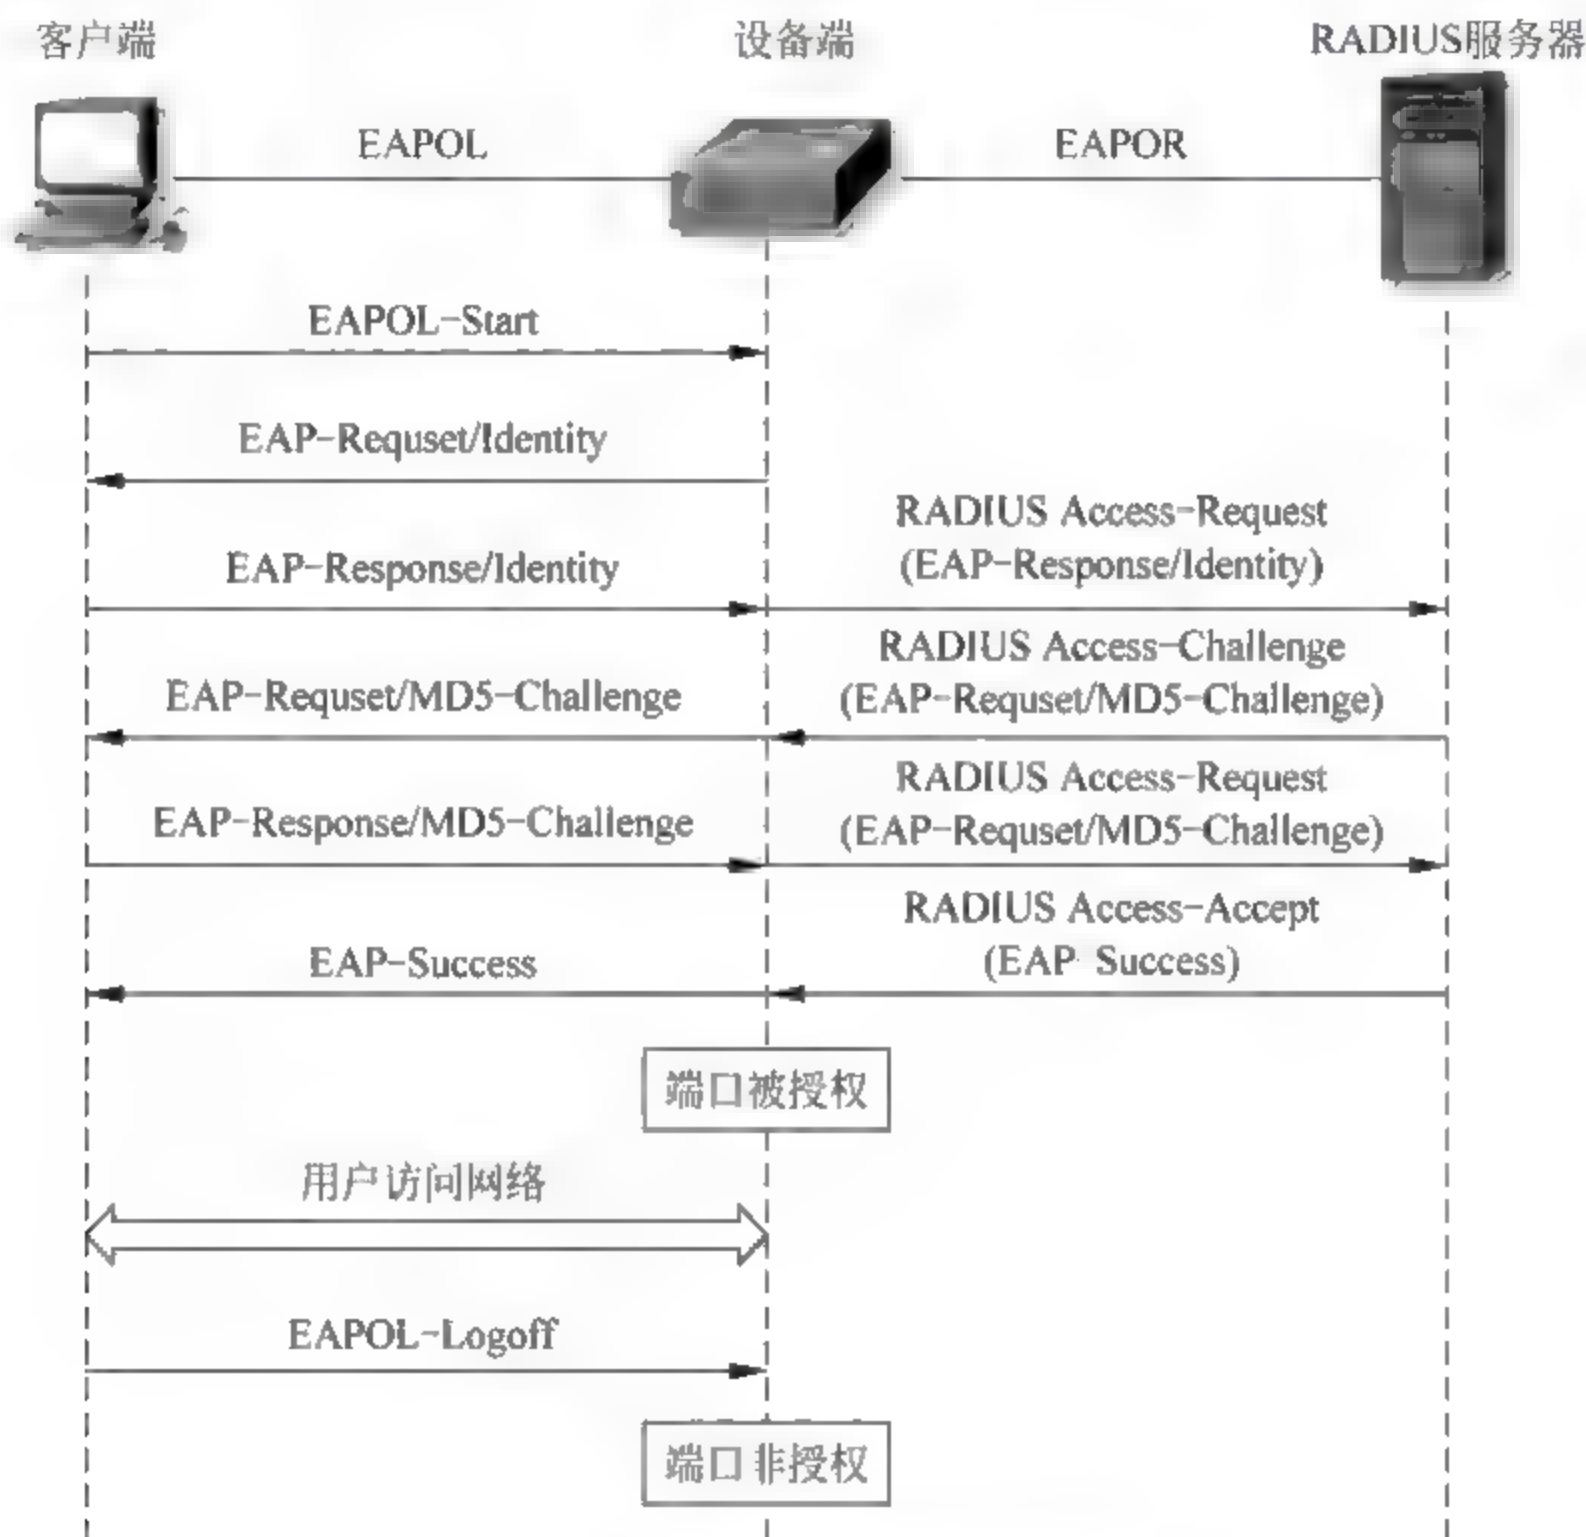 客户端
设备端
RADIUS服务器
EAPOL
EAPOR
EAPOL-Start
EAP-Requset/Identity
EAP-Response/Identity
RADIUS Access-Request
(EAP-Response/Identity)
EAP-Requset/MD5-Challenge
RADIUS Access-Challenge
(EAP-Requset/MD5-Challenge)
EAP-Response/MD5-Challenge
RADIUS Access-Request
(EAP-Requset/MD5-Challenge)
EAP-Success
RADIUS Access-Accept
(EAP Success)
端口被授权
用户访问网络
EAPOL-Logoff
端口非授权